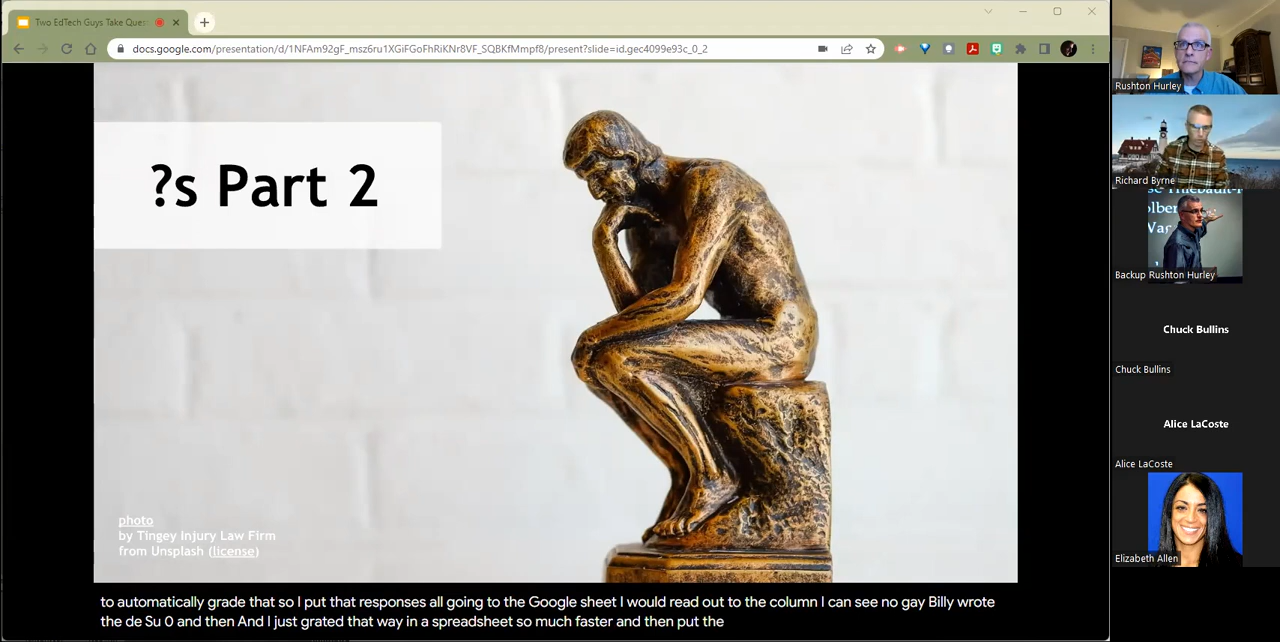 Two EdTech Guys Take Ques
docs.google.com/presentation/d/1NFAm92gF_msz6ru1XGiFGoFhRiKNr8VF_SQBKfMmpf8/present?slide=id.gec4099e93c_0_2
?s Part 2
photo
by Tingey Injury Law Firm
from Unsplash (license)
to automatically grade that so I put that responses all going to the Google sheet I would read out to the column I can see no gay Billy wrote
the de Su 0 and then And I just grated that way in a spreadsheet so much faster and then put the
Rushton Hurley
Richard Byrne
Backup Rushton Hurley
Chuck Bullins
Chuck Bullins
Alice LaCoste
Alice LaCoste
Elizabeth Allen